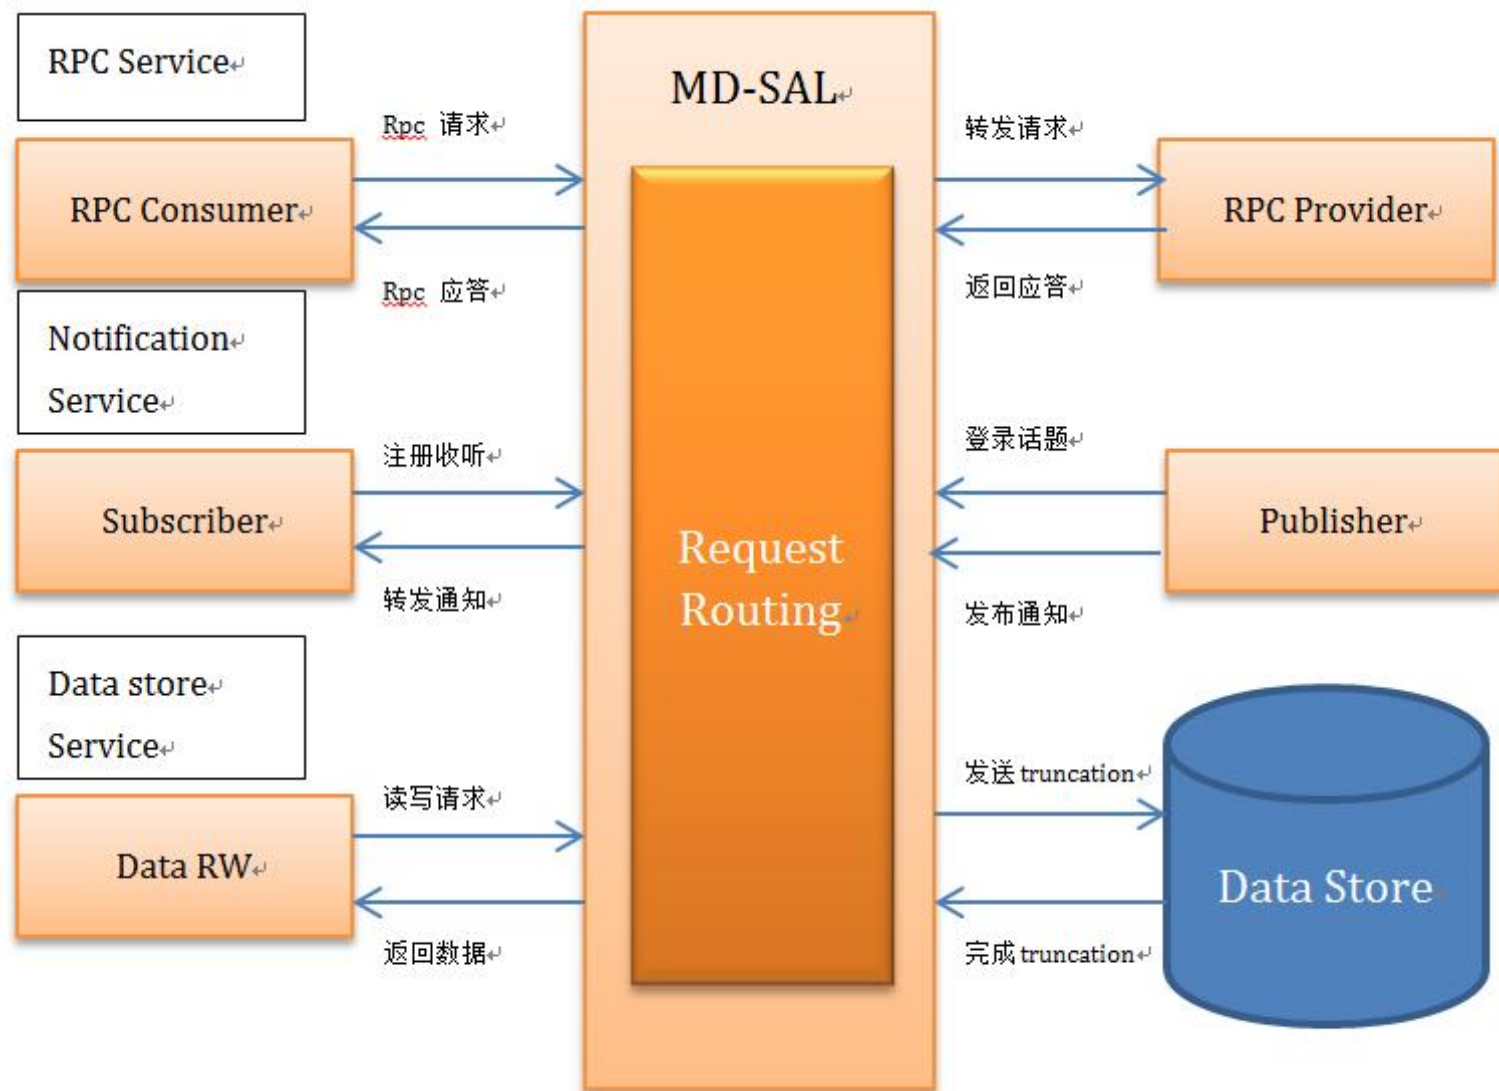 RPC Service
MD-SAL
Rpc 请求
转发请求
RPC Consumer
RPC Provider
Rpc 应答
返回应答
Notification
Service
注册收听
登录话题
Subscriber
Publisher
转发通知
发布通知
Request
Routing
Data store
Service
读写请求
发送 truncation
Data RW
Data Store
返回数据
完成 truncation